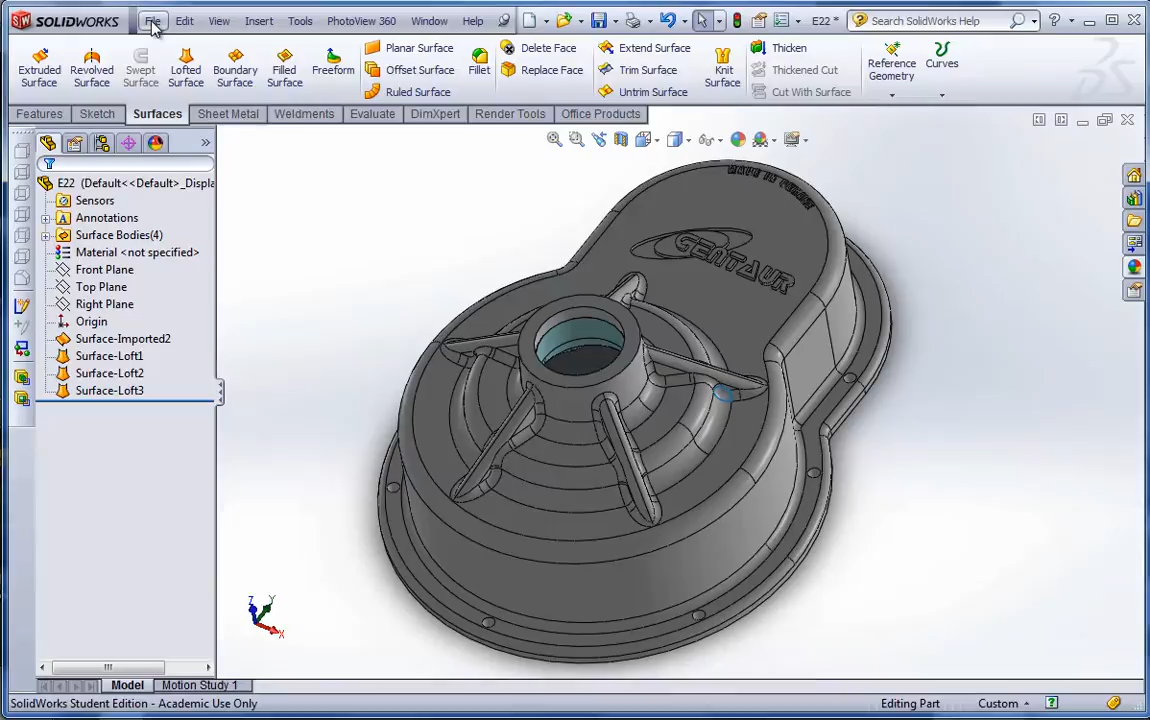 SOLIDWORKS File Edit View Insert Tools PhotoView 360 Window Help E22 * Search SolidWorks Help
Extruded Surface Revolved Surface Swept Surface Lofted Surface Boundary Surface Filled Surface Freeform Planar Surface Offset Surface Ruled Surface Fillet Delete Face Replace Face Extend Surface Trim Surface Untrim Surface Knit Surface Thicken Thickened Cut Cut With Surface Reference Geometry Curves
Features Sketch Surfaces Sheet Metal Weldments Evaluate DimXpert Render Tools Office Products
E22 (Default<<Default>_Displa
Sensors
Annotations
Surface Bodies(4)
Material <not specified>
Front Plane
Top Plane
Right Plane
Origin
Surface-Imported2
Surface-Loft1
Surface-Loft2
Surface-Loft3
CENTAUR
Z Y X
Model Motion Study 1
SolidWorks Student Edition - Academic Use Only Editing Part Custom